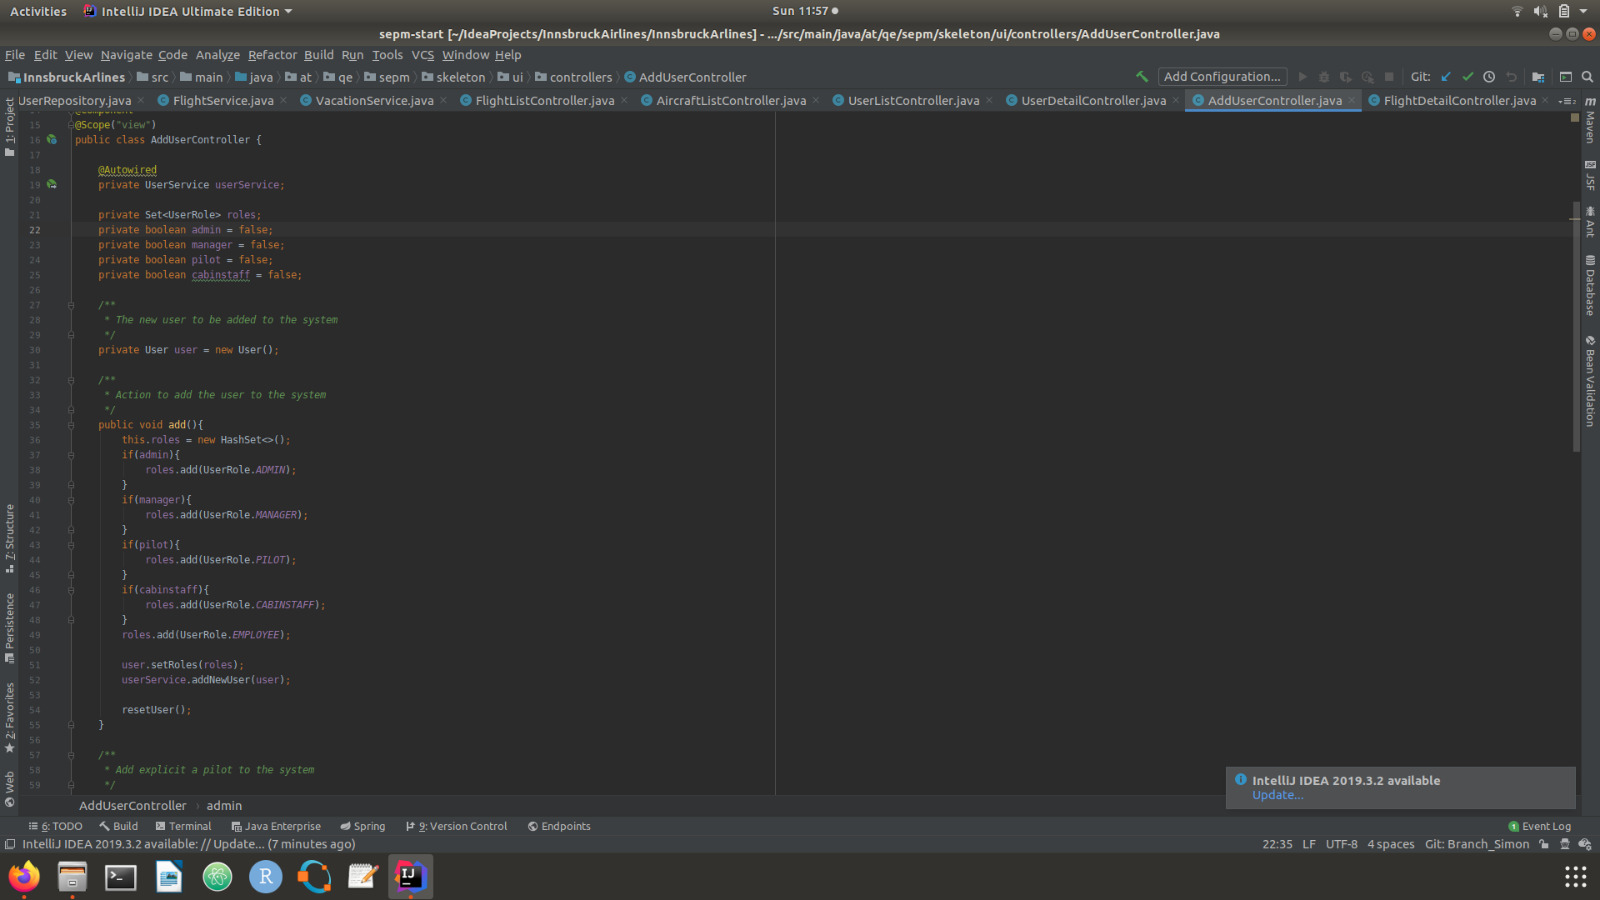 Activities IntelliJ IDEA Ultimate Edition Sun 11:57
sepm-start [~/IdeaProjects/InnsbruckAirlines/InnsbruckArlines] - .../src/main/java/at/qe/sepm/skeleton/ui/controllers/AddUserController.java
File Edit View Navigate Code Analyze Refactor Build Run Tools VCS Window Help
InnsbruckArlines src main java at qe sepm skeleton ui controllers AddUserController Add Configuration... Git:
UserRepository.java FlightService.java VacationService.java FlightListController.java AircraftListController.java UserListController.java UserDetailController.java AddUserController.java FlightDetailController.java
15 @Scope("view")
16 public class AddUserController {
17
18 @Autowired
19 private UserService userService;
20
21 private Set<UserRole> roles;
22 private boolean admin = false;
23 private boolean manager = false;
24 private boolean pilot = false;
25 private boolean cabinstaff = false;
26
27 /**
28 * The new user to be added to the system
29 */
30 private User user = new User();
31
32 /**
33 * Action to add the user to the system
34 */
35 public void add(){
36 this.roles = new HashSet<>();
37 if(admin){
38 roles.add(UserRole.ADMIN);
39 }
40 if(manager){
41 roles.add(UserRole.MANAGER);
42 }
43 if(pilot){
44 roles.add(UserRole.PILOT);
45 }
46 if(cabinstaff){
47 roles.add(UserRole.CABINSTAFF);
48 }
49 roles.add(UserRole.EMPLOYEE);
50
51 user.setRoles(roles);
52 userService.addNewUser(user);
53
54 resetUser();
55 }
56
57 /**
58 * Add explicit a pilot to the system
59 */
1: Project
7: Structure
Persistence
2: Favorites
Web
Maven
JSF
Ant
Database
Bean Validation
IntelliJ IDEA 2019.3.2 available
Update...
AddUserController admin
6: TODO Build Terminal Java Enterprise Spring 9: Version Control Endpoints 1 Event Log
IntelliJ IDEA 2019.3.2 available: // Update... (7 minutes ago) 22:35 LF UTF-8 4 spaces Git: Branch_Simon